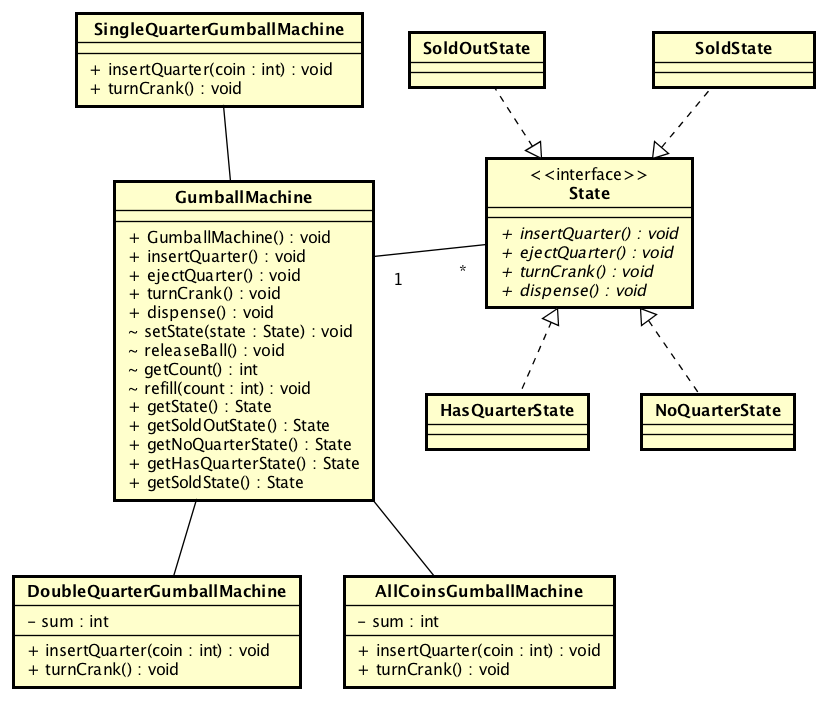 SingleQuarterGumballMachine
+ insertQuarter(coin : int) : void
+ turnCrank() : void
SoldOutState
SoldState
<<interface>>
State
+ insertQuarter() : void
+ ejectQuarter() : void
+ turnCrank() : void
+ dispense() : void
GumballMachine
+ GumballMachine() : void
+ insertQuarter() : void
+ ejectQuarter() : void
+ turnCrank() : void
+ dispense() : void
~ setState(state : State) : void
~ releaseBall() : void
~ getCount() : int
~ refill(count : int) : void
+ getState() : State
+ getSoldOutState() : State
+ getNoQuarterState() : State
+ getHasQuarterState() : State
+ getSoldState() : State
1
*
HasQuarterState
NoQuarterState
DoubleQuarterGumballMachine
- sum : int
+ insertQuarter(coin : int) : void
+ turnCrank() : void
AllCoinsGumballMachine
- sum : int
+ insertQuarter(coin : int) : void
+ turnCrank() : void